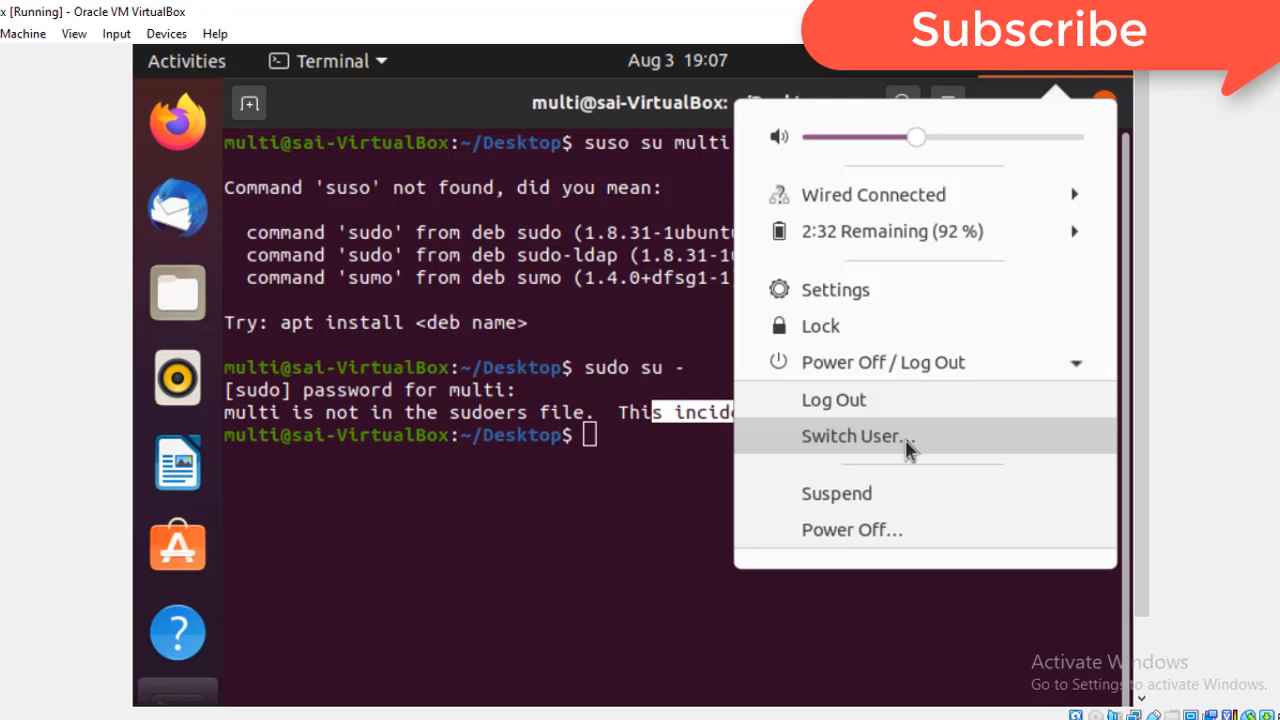 x [Running] - Oracle VM VirtualBox
Machine View Input Devices Help
Subscribe
Activities Terminal Aug 3 19:07
multi@sai-VirtualBox:
multi@sai-VirtualBox:~/Desktop$ suso su multi
Command 'suso' not found, did you mean:
command 'sudo' from deb sudo (1.8.31-1ubuntu
command 'sudo' from deb sudo-ldap (1.8.31-1u
command 'sumo' from deb sumo (1.4.0+dfsg1-1)
Try: apt install <deb name>
multi@sai-VirtualBox:~/Desktop$ sudo su -
[sudo] password for multi:
multi is not in the sudoers file. This incide
multi@sai-VirtualBox:~/Desktop$
Wired Connected
2:32 Remaining (92 %)
Settings
Lock
Power Off / Log Out
Log Out
Switch User...
Suspend
Power Off...
Activate Windows
Go to Settings to activate Windows.